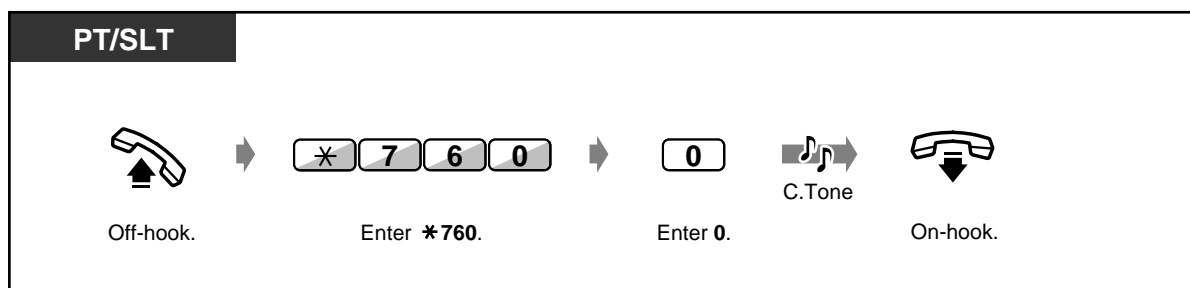 PT/SLT
* 7 6 0
0
C.Tone
Off-hook.
Enter *760.
Enter 0.
On-hook.